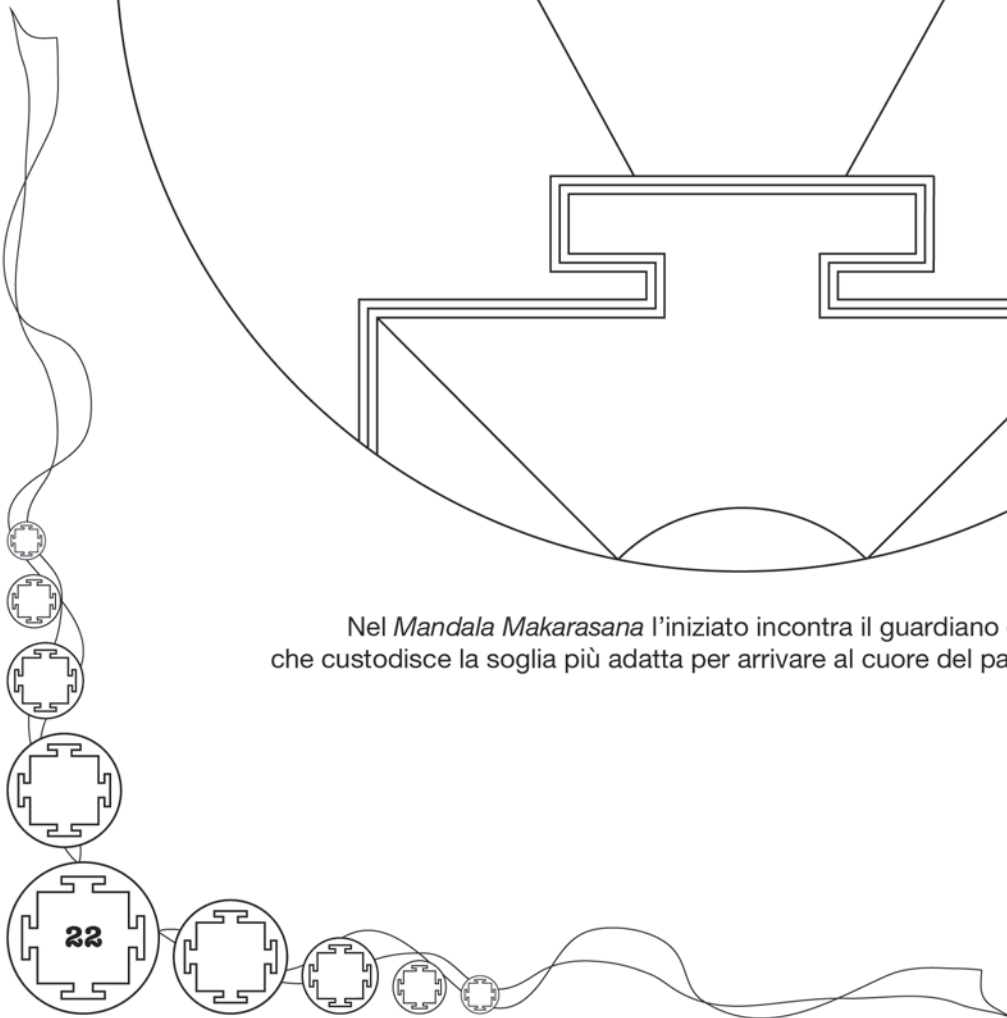 Nel Mandala Makarasana l'iniziato incontra il guardiano
che custodisce la soglia più adatta per arrivare al cuore del
22